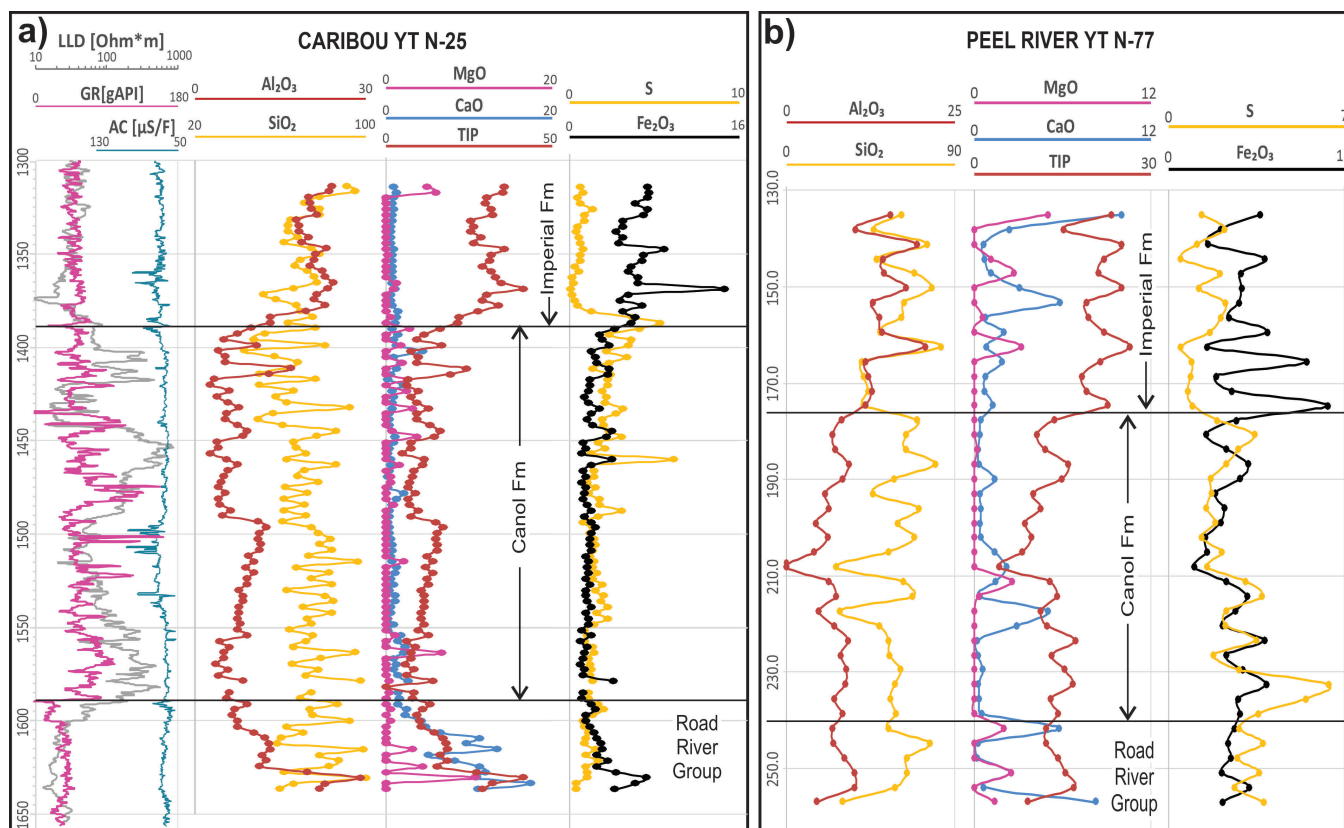 a)
CARIBOU YT N-25
LLD [Ohm*m]
10 100 1000
GR[gAPI]
0 180
AC [µS/F]
130 50
Al₂O₃
0 30
SiO₂
20 100
MgO
0 20
CaO
0 20
TIP
0 50
S
0 10
Fe₂O₃
0 16
1300
1350
1400
1450
1500
1550
1600
1650
Imperial Fm
Canol Fm
Road
River
Group
b)
PEEL RIVER YT N-77
Al₂O₃
0 25
SiO₂
0 90
MgO
0 12
CaO
0 12
TIP
0 30
S
0 7
Fe₂O₃
0
130.0
150.0
170.0
190.0
210.0
230.0
250.0
Imperial Fm
Canol Fm
Road
River
Group